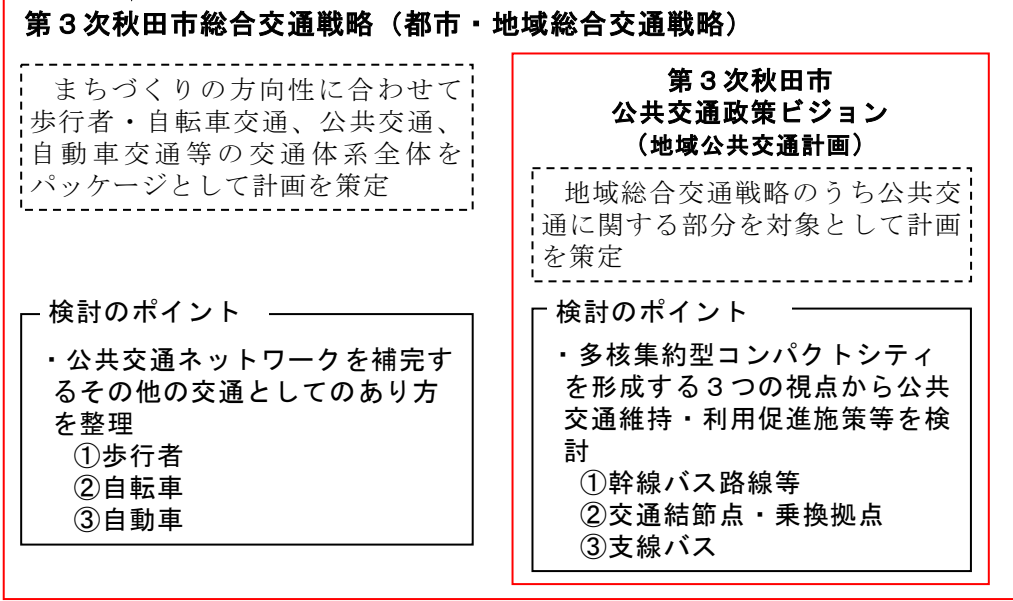 第3次秋田市総合交通戦略（都市・地域総合交通戦略）
まちづくりの方向性に合わせて
歩行者・自転車交通、公共交通、
自動車交通等の交通体系全体を
パッケージとして計画を策定
検討のポイント
・公共交通ネットワークを補完す
るその他の交通としてのあり方
を整理
①歩行者
②自転車
③自動車
第３次秋田市
公共交通政策ビジョン
（地域公共交通計画）
地域総合交通戦略のうち公共交
通に関する部分を対象として計画
を策定
検討のポイント
・多核集約型コンパクトシティ
を形成する３つの視点から公共
交通維持・利用促進施策等を検
討
①幹線バス路線等
②交通結節点・乗換拠点
③支線バス